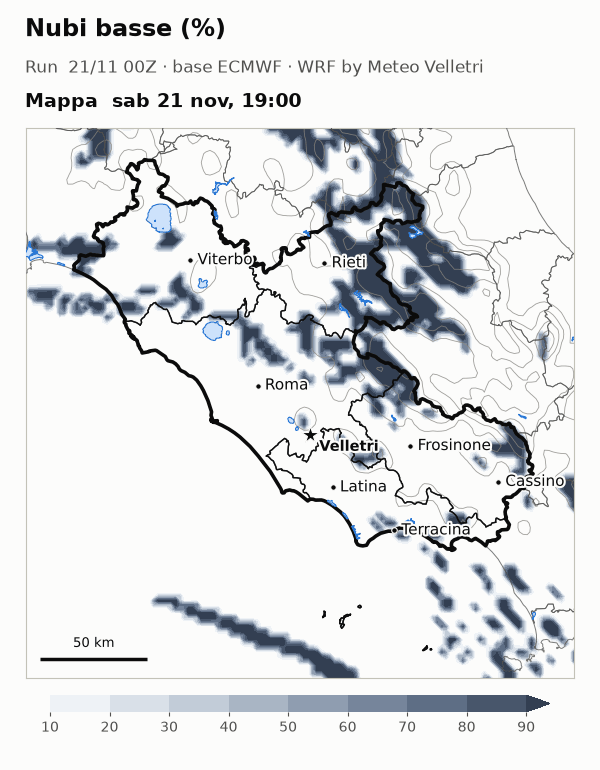 Nubi basse (%)
Run  21/11 00Z · base ECMWF · WRF by Meteo Velletri
Mappa  sab 21 nov, 19:00
Viterbo
Rieti
Roma
Velletri
Frosinone
Cassino
Latina
Terracina
50 km
10 20 30 40 50 60 70 80 90